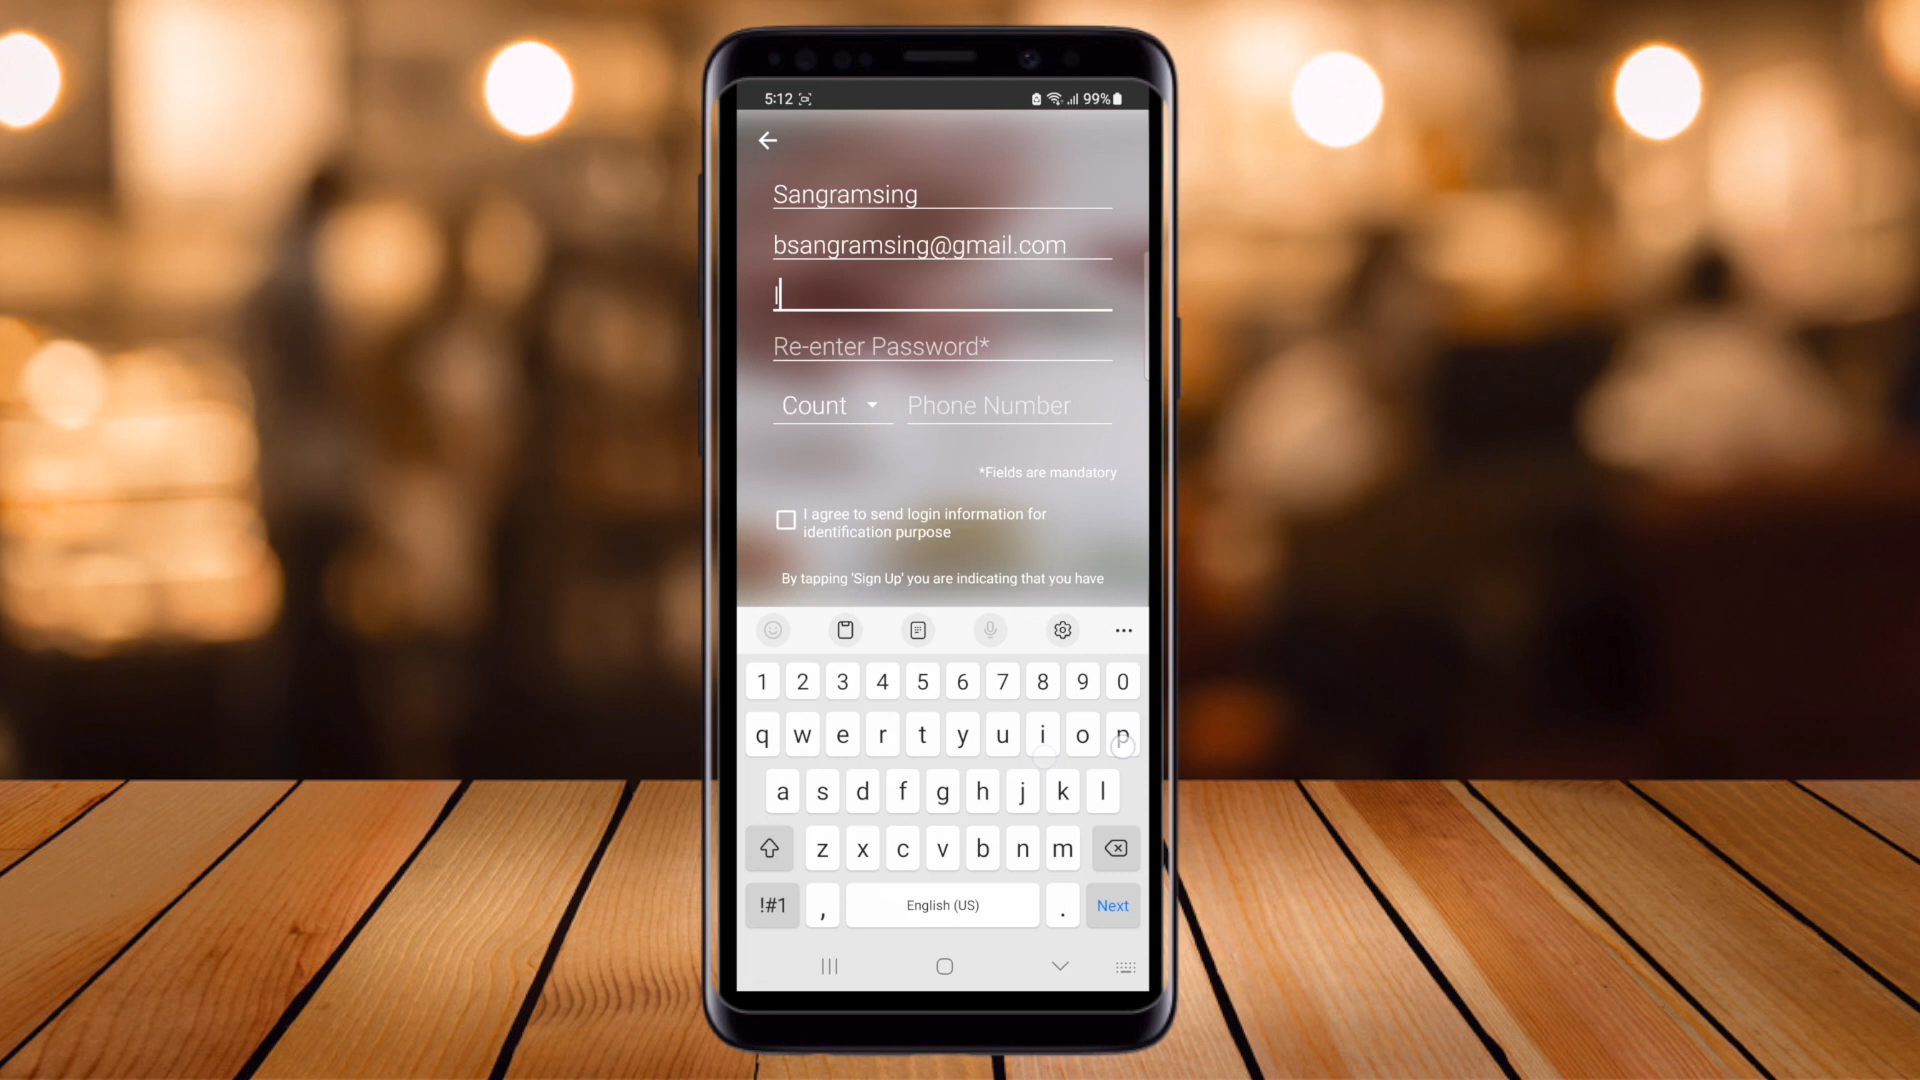 5:12 99%
Sangramsing
bsangramsing@gmail.com
Re-enter Password*
Count Phone Number
*Fields are mandatory
I agree to send login information for
identification purpose
By tapping 'Sign Up' you are indicating that you have
1 2 3 4 5 6 7 8 9 0
q w e r t y u i o p
a s d f g h j k l
z x c v b n m
!#1 , English (US) . Next